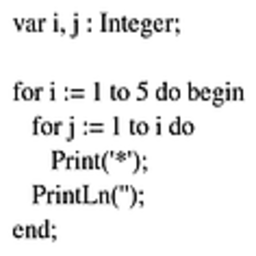 var i, j : Integer;
for i := 1 to 5 do begin
for j := 1 to i do
Print('*');
PrintLn('');
end;